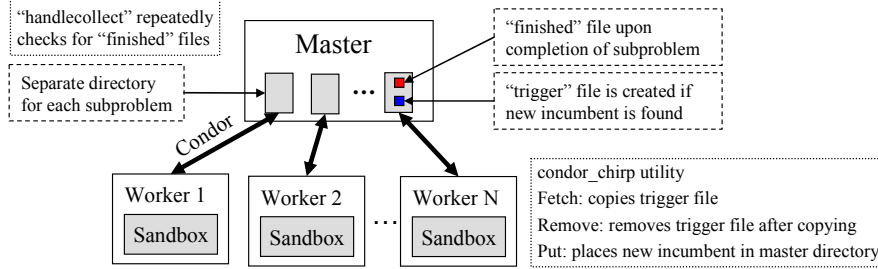 “handlecollect” repeatedly
checks for “finished” files
Master
“finished” file upon
completion of subproblem
Separate directory
for each subproblem
...
“trigger” file is created if
new incumbent is found
Condor
Worker 1
Sandbox
Worker 2
Sandbox
...
Worker N
Sandbox
condor_chirp utility
Fetch: copies trigger file
Remove: removes trigger file after copying
Put: places new incumbent in master directory